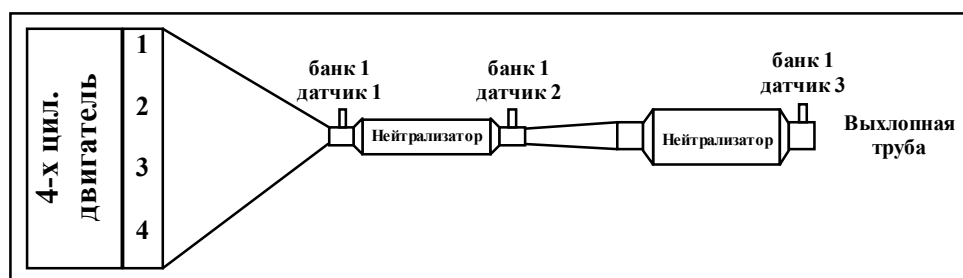 4-х цил.
двигатель
1
2
3
4
банк 1
датчик 1
Нейтрализатор
банк 1
датчик 2
Нейтрализатор
банк 1
датчик 3
Выхлопная
труба